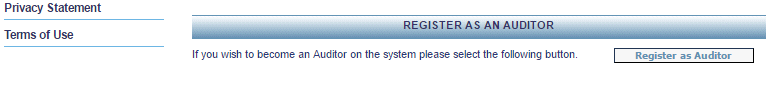 Privacy Statement
Terms of Use
REGISTER AS AN AUDITOR
If you wish to become an Auditor on the system please select the following button.
Register as Auditor